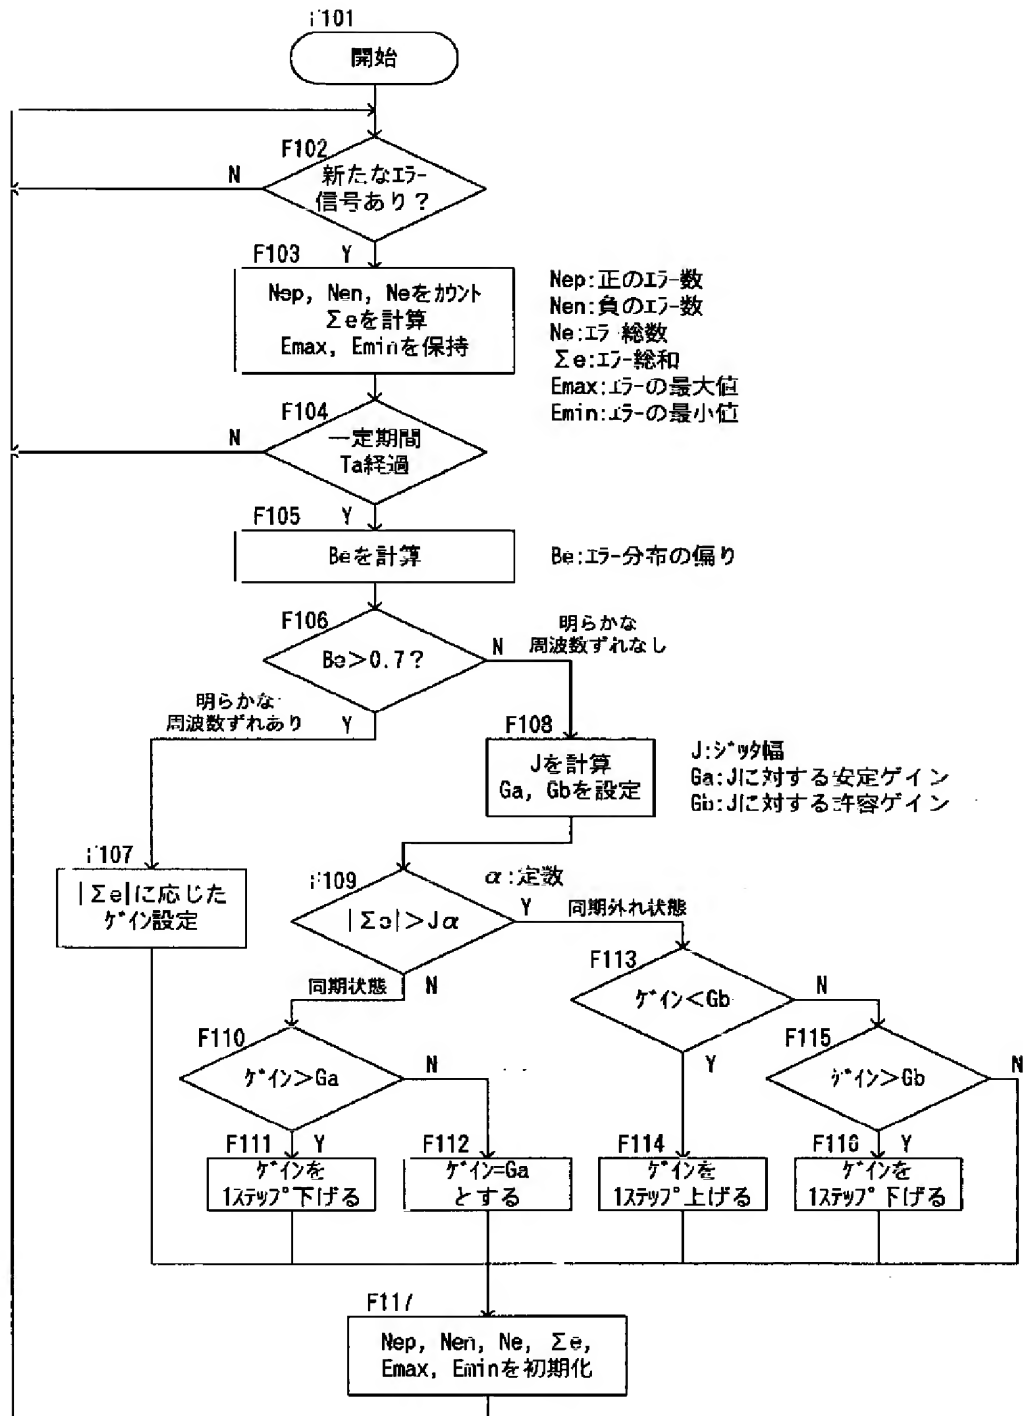 F101
開始
F102
N
新たなｴﾗｰ
信号あり？
F103
Y
Nep, Nen, Neをｶｳﾝﾄ
Σeを計算
Emax, Eminを保持
Nep:正のｴﾗｰ数
Nen:負のｴﾗｰ数
Ne:ｴﾗｰ総数
Σe:ｴﾗｰ総和
Emax:ｴﾗｰの最大値
Emin:ｴﾗｰの最小値
F104
N
一定期間
Ta経過
F105
Y
Beを計算
Be:ｴﾗｰ分布の偏り
F106
Be＞0.7？
N
明らかな
周波数ずれなし
明らかな
周波数ずれあり
Y
F108
Jを計算
Ga, Gbを設定
J:ｼﾞｯﾀ幅
Ga:Jに対する安定ゲイン
Gb:Jに対する許容ゲイン
F107
|Σe|に応じた
ｹﾞｲﾝ設定
F109
α:定数
|Σe|＞Jα
Y
同期外れ状態
同期状態
N
F113
ｹﾞｲﾝ＜Gb
N
Y
F110
ｹﾞｲﾝ＞Ga
N
F115
ｹﾞｲﾝ＞Gb
N
F111
Y
ｹﾞｲﾝを
1ｽﾃｯﾌﾟ下げる
F112
ｹﾞｲﾝ=Ga
とする
F114
ｹﾞｲﾝを
1ｽﾃｯﾌﾟ上げる
F116
Y
ｹﾞｲﾝを
1ｽﾃｯﾌﾟ下げる
F117
Nep, Nen, Ne, Σe,
Emax, Eminを初期化